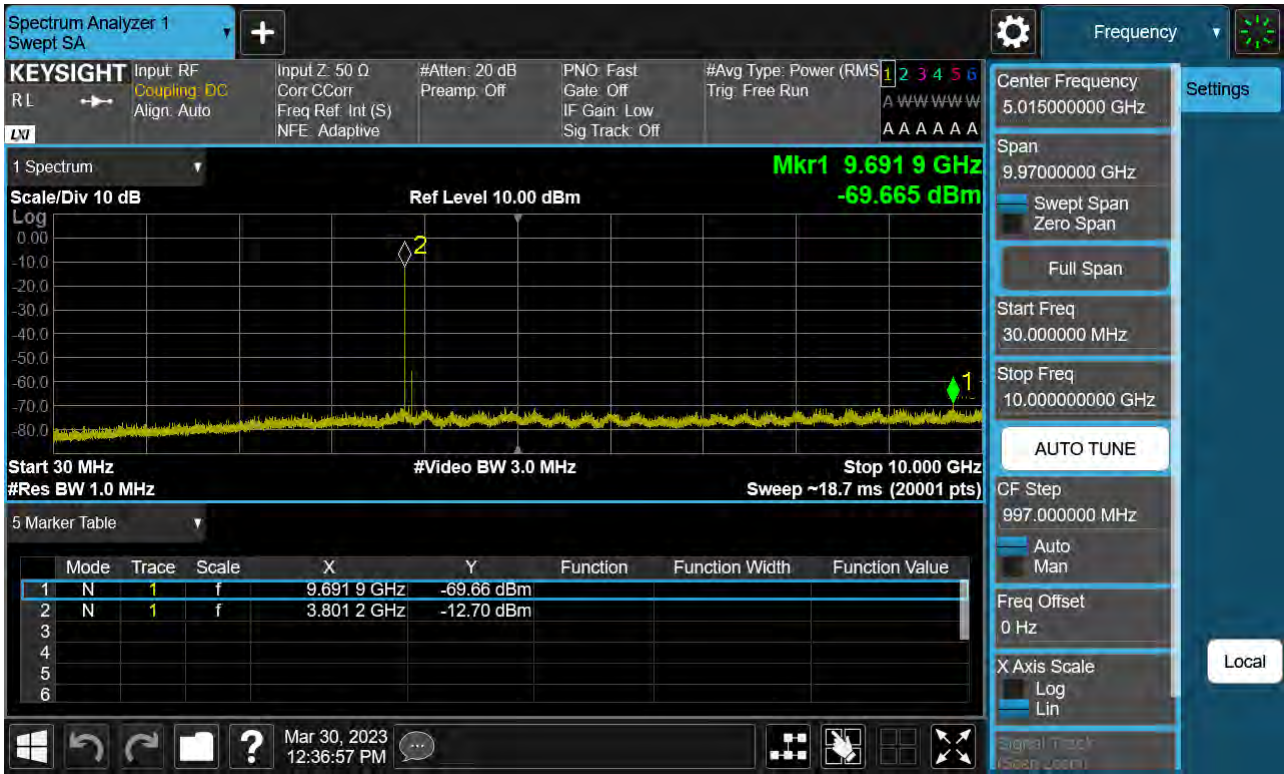 Spectrum Analyzer 1
Swept SA
+
Frequency
KEYSIGHT
RL
LXI
Input: RF
Coupling: DC
Align: Auto
Input Z: 50 Ω
Corr CCorr
Freq Ref: Int (S)
NFE: Adaptive
#Atten: 20 dB
Preamp: Off
PNO: Fast
Gate: Off
IF Gain: Low
Sig Track: Off
#Avg Type: Power (RMS
Trig: Free Run
1 2 3 4 5 6
A W W W W W
A A A A A A
1 Spectrum
Scale/Div 10 dB
Ref Level 10.00 dBm
Mkr1 9.691 9 GHz
-69.665 dBm
Log
0.00
-10.0
-20.0
-30.0
-40.0
-50.0
-60.0
-70.0
-80.0
2
1
Start 30 MHz
#Video BW 3.0 MHz
Stop 10.000 GHz
#Res BW 1.0 MHz
Sweep ~18.7 ms (20001 pts)
5 Marker Table
Mode Trace Scale X Y Function Function Width Function Value
1 N 1 f 9.691 9 GHz -69.66 dBm
2 N 1 f 3.801 2 GHz -12.70 dBm
3
4
5
6
Mar 30, 2023
12:36:57 PM
?
Center Frequency
5.015000000 GHz
Settings
Span
9.97000000 GHz
Swept Span
Zero Span
Full Span
Start Freq
30.000000 MHz
Stop Freq
10.000000000 GHz
AUTO TUNE
CF Step
997.000000 MHz
Auto
Man
Freq Offset
0 Hz
X Axis Scale
Log
Lin
Local
Signal Track
(Span Zoom)